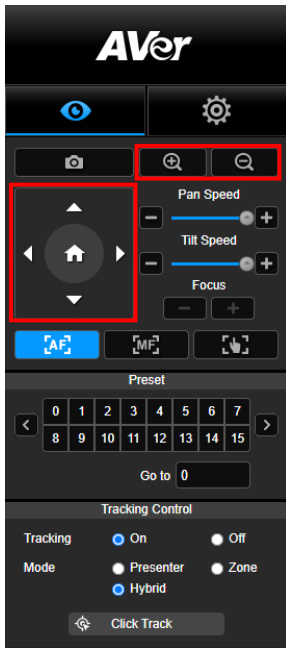 AVer
Pan Speed
Tilt Speed
Focus
AF
MF
Preset
0 1 2 3 4 5 6 7
8 9 10 11 12 13 14 15
Go to 0
Tracking Control
Tracking On Off
Mode Presenter Zone
Hybrid
Click Track